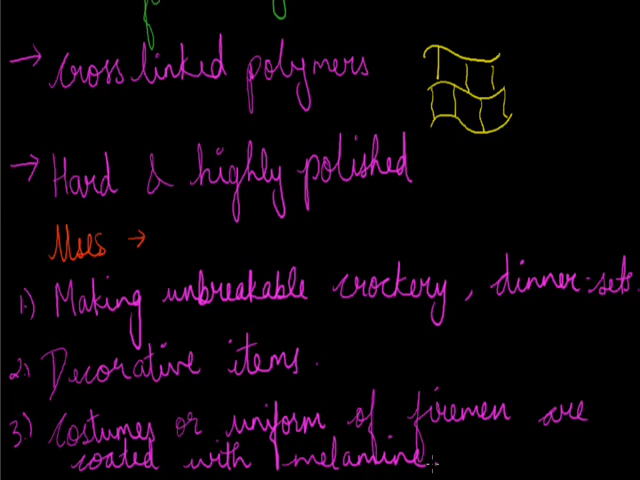 → Cross linked polymers
→ Hard & highly polished
Uses →
1.) Making unbreakable crockery, dinner-sets.
2.) Decorative items.
3.) Costumes or uniform of firemen are
coated with melamine